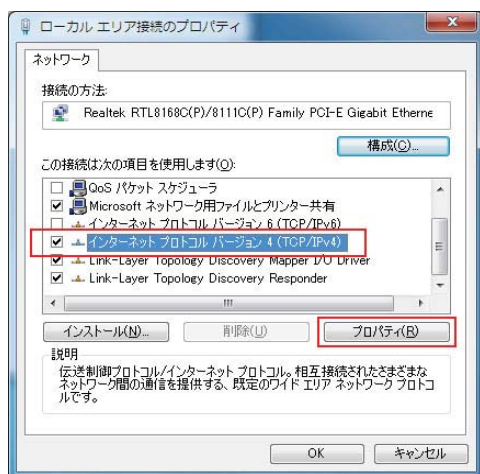 ローカル エリア接続のプロパティ
ネットワーク
接続の方法:
Realtek RTL8168C(P)/8111C(P) Family PCI-E Gigabit Etherne
構成(C)...
この接続は次の項目を使用します(O):
QoS パケット スケジューラ
Microsoft ネットワーク用ファイルとプリンター共有
インターネット プロトコル バージョン 6 (TCP/IPv6)
インターネット プロトコル バージョン 4 (TCP/IPv4)
Link-Layer Topology Discovery Mapper I/O Driver
Link-Layer Topology Discovery Responder
インストール(N)... 削除(U) プロパティ(R)
説明
伝送制御プロトコル/インターネット プロトコル。相互接続されたさまざまな
ネットワーク間の通信を提供する、既定のワイド エリア ネットワーク プロトコ
ルです。
OK キャンセル